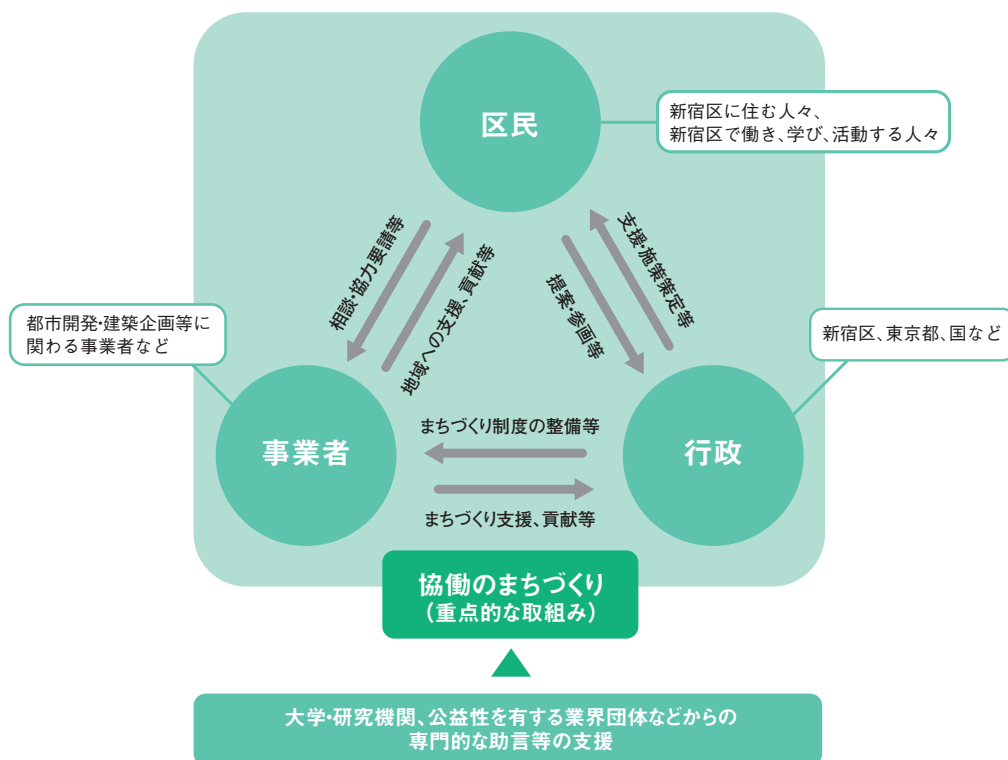 区民
新宿区に住む人々、
新宿区で働き、学び、活動する人々
相談・協力要請等
地域への支援、貢献等
支援・施策策定等
提案・参画等
都市開発・建築企画等に
関わる事業者など
新宿区、東京都、国など
事業者
まちづくり制度の整備等
まちづくり支援、貢献等
行政
協働のまちづくり
（重点的な取組み）
大学・研究機関、公益性を有する業界団体などからの
専門的な助言等の支援